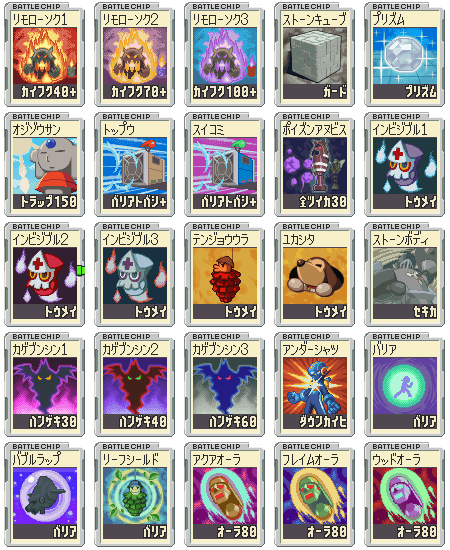 BATTLECHIP BATTLECHIP BATTLECHIP BATTLECHIP BATTLECHIP
リモローソク1 リモローソク2 リモローソク3 ストーンキューブ プリズム
カイフク40+ カイフク70+ カイフク100+ ガード プリズム
BATTLECHIP BATTLECHIP BATTLECHIP BATTLECHIP BATTLECHIP
オジゾウサン トップウ スイコミ ポイズンアヌビス インビジブル1
トラップ150 バリアトバシ+ バリアトバシ+ 全ヅイカ30 トウメイ
BATTLECHIP BATTLECHIP BATTLECHIP BATTLECHIP BATTLECHIP
インビジブル2 インビジブル3 テンジョウウラ ユカシタ ストーンボディ
トウメイ トウメイ トウメイ トウメイ セキカ
BATTLECHIP BATTLECHIP BATTLECHIP BATTLECHIP BATTLECHIP
カゲブンシン1 カゲブンシン2 カゲブンシン3 アンダーシャツ バリア
ハンゲキ30 ハンゲキ40 ハンゲキ60 ダウンカイヒ バリア
BATTLECHIP BATTLECHIP BATTLECHIP BATTLECHIP BATTLECHIP
バブルラップ リーフシールド アクアオーラ フレイムオーラ ウッドオーラ
バリア バリア オーラ80 オーラ80 オーラ80